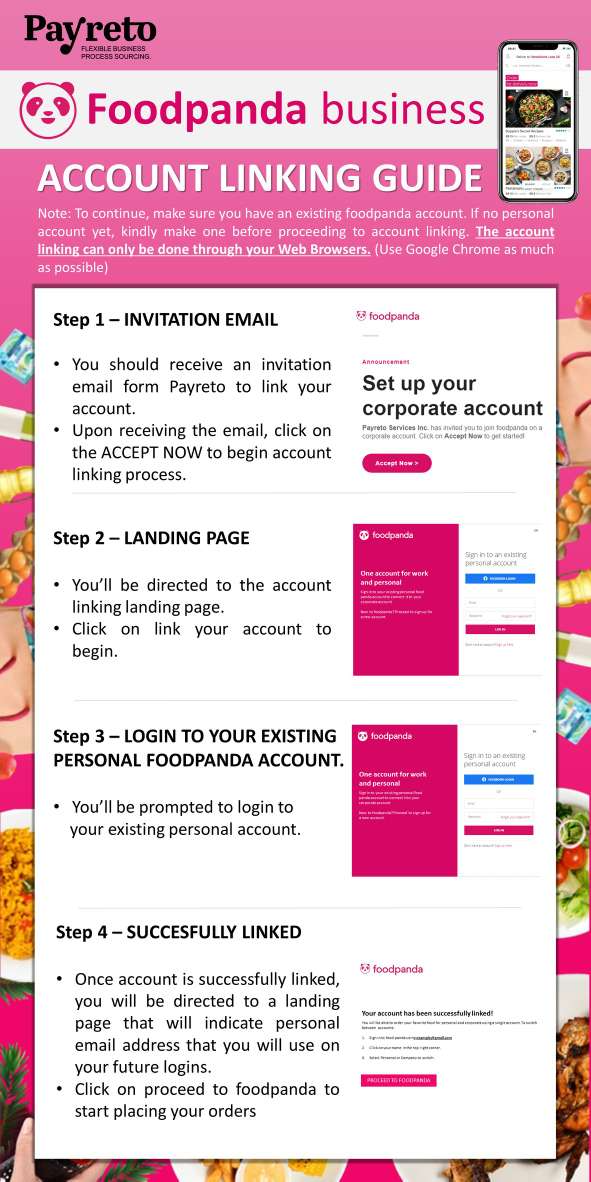 Payreto
FLEXIBLE BUSINESS
PROCESS SOURCING.
Foodpanda business
ACCOUNT LINKING GUIDE
Note: To continue, make sure you have an existing foodpanda account. If no personal
account yet, kindly make one before proceeding to account linking. The account
linking can only be done through your Web Browsers. (Use Google Chrome as much
as possible)
Step 1 – INVITATION EMAIL
• You should receive an invitation
email form Payreto to link your
account.
• Upon receiving the email, click on
the ACCEPT NOW to begin account
linking process.
foodpanda
Announcement
Set up your
corporate account
Payreto Services Inc. has invited you to join foodpanda on a
corporate account. Click on Accept Now to get started!
Accept Now >
Step 2 – LANDING PAGE
• You’ll be directed to the account
linking landing page.
• Click on link your account to
begin.
foodpanda
One account for work
and personal
Sign in to an existing
personal account
FACEBOOK LOGIN
LOG IN
Step 3 – LOGIN TO YOUR EXISTING
PERSONAL FOODPANDA ACCOUNT.
• You’ll be prompted to login to
your existing personal account.
foodpanda
One account for work
and personal
Sign in to an existing
personal account
FACEBOOK LOGIN
LOG IN
Step 4 – SUCCESFULLY LINKED
• Once account is successfully linked,
you will be directed to a landing
page that will indicate personal
email address that you will use on
your future logins.
• Click on proceed to foodpanda to
start placing your orders
foodpanda
Your account has been successfully linked!
PROCEED TO FOODPANDA